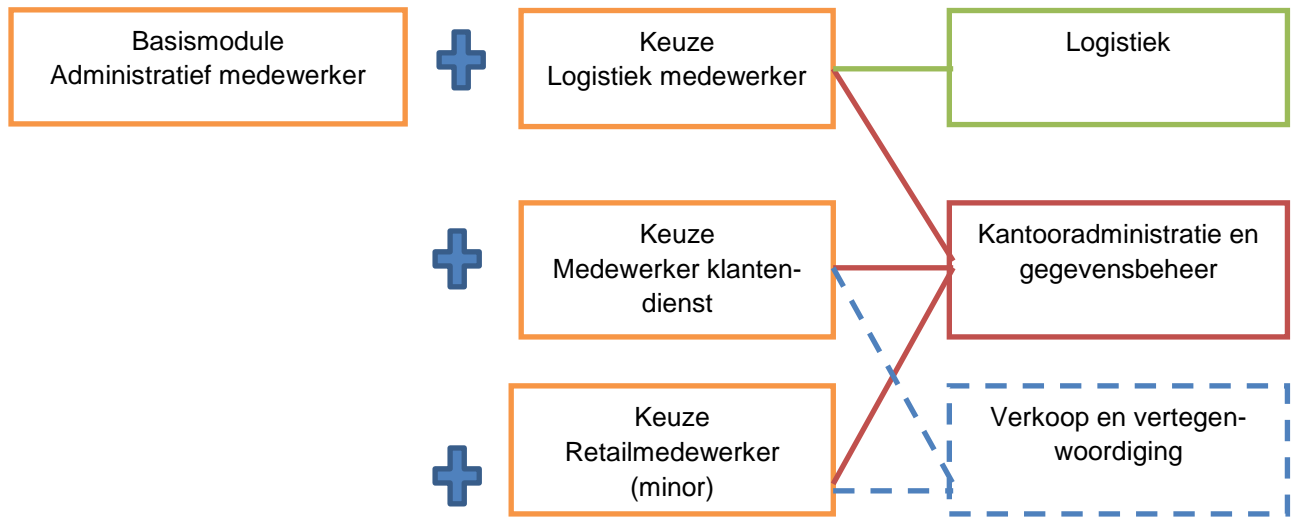 Basismodule
Administratief medewerker
Keuze
Logistiek medewerker
Logistiek
Keuze
Medewerker klanten-
dienst
Kantooradministratie en
gegevensbeheer
Keuze
Retailmedewerker
(minor)
Verkoop en vertegen-
woordiging